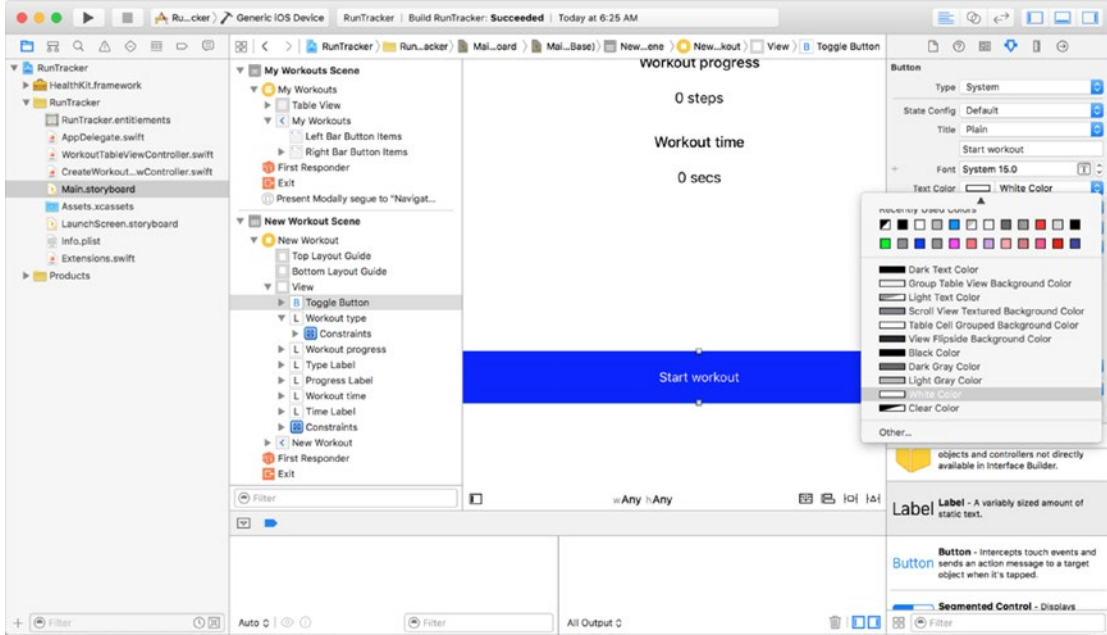 Ru...cker) Generic iOS Device RunTracker | Build RunTracker: Succeeded | Today at 6:25 AM
RunTracker Run...acker) Mai...oard Mai...Base) New...ene New...kout View B Toggle Button
RunTracker
HealthKit.framework
RunTracker
RunTracker.entitlements
AppDelegate.swift
WorkoutTableViewController.swift
CreateWorkout...wController.swift
Main.storyboard
Assets.xcassets
LaunchScreen.storyboard
Info.plist
Extensions.swift
Products
Filter
My Workouts Scene
My Workouts
Table View
My Workouts
Left Bar Button Items
Right Bar Button Items
First Responder
Exit
Present Modally segue to "Navigat...
New Workout Scene
New Workout
Top Layout Guide
Bottom Layout Guide
View
B Toggle Button
L Workout type
Constraints
L Workout progress
L Type Label
L Progress Label
L Workout time
L Time Label
Constraints
New Workout
First Responder
Exit
Filter
Workout progress
0 steps
Workout time
0 secs
Start workout
wAny hAny
Auto
Filter
All Output
Button
Type System
State Config Default
Title Plain
Start workout
Font System 15.0
Text Color White Color
Recently Used Colors
Dark Text Color
Group Table View Background Color
Light Text Color
Scroll View Textured Background Color
Table Cell Grouped Background Color
View Flipside Background Color
Black Color
Dark Gray Color
Light Gray Color
White Color
Clear Color
Other...
objects and controllers not directly
available in Interface Builder.
Label Label - A variably sized amount of
static text.
Button - Intercepts touch events and
Button sends an action message to a target
object when it's tapped.
Segmented Control - Displays
Filter